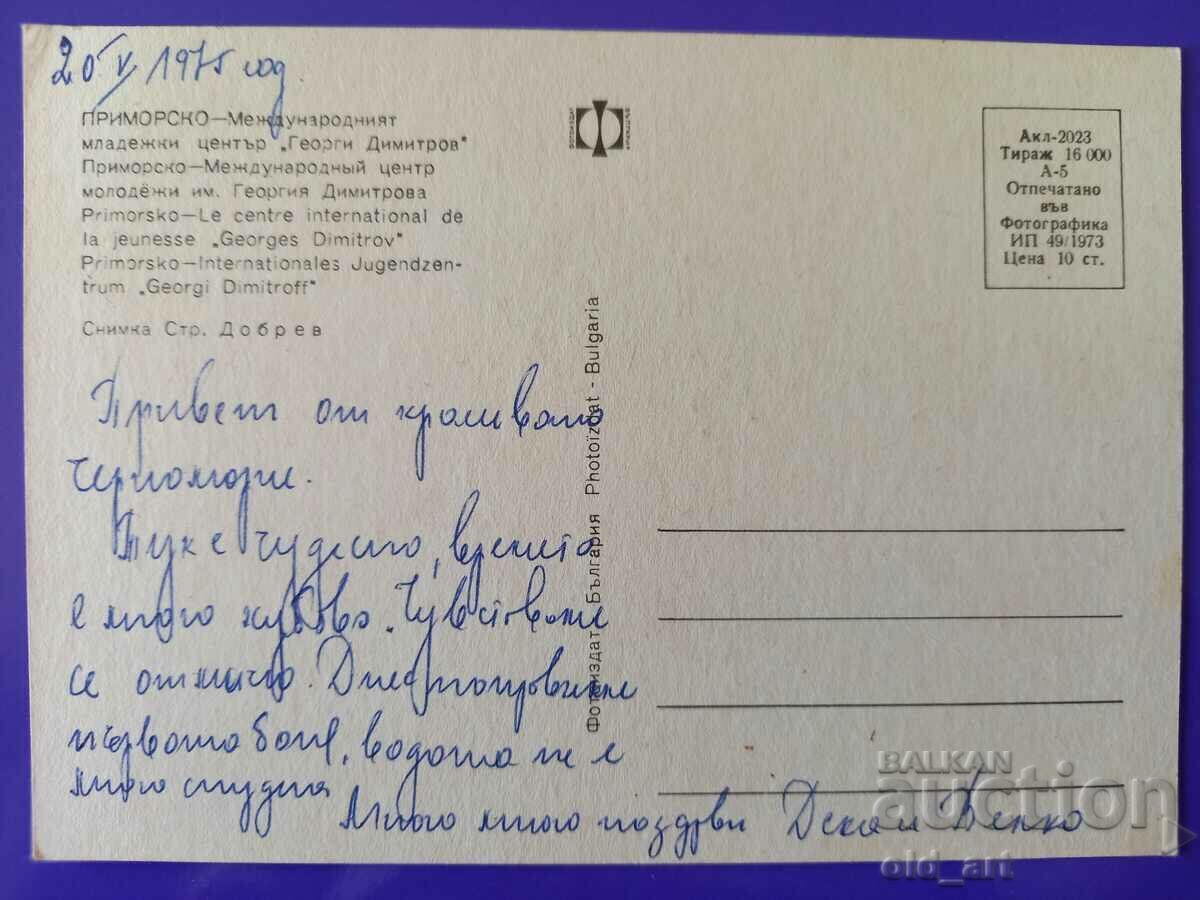 20 V 1975 год.
ПРИМОРСКО—Международният
младежки център „Георги Димитров"
Приморско—Международный центр
молодёжи им. Георгия Димитрова
Primorsko—Le centre international de
la jeunesse „Georges Dimitrov"
Primorsko—Internationales Jugendzen-
trum „Georgi Dimitroff"
Снимка Стр. Добрев
Привет от красивото
Черноморие.
Тук е чудесно, времето
е много хубаво. Чувстваме
се отлично. Днес направихме
първото боне, водата не е
много студена
Много много поздрави Деска и
Фотоиздат България Photoizdat - Bulgaria
Акл-2023
Тираж 16 000
А-5
Отпечатано
във
Фотографика
ИП 49/1973
Цена 10 ст.
BALKAN
auction
old_art